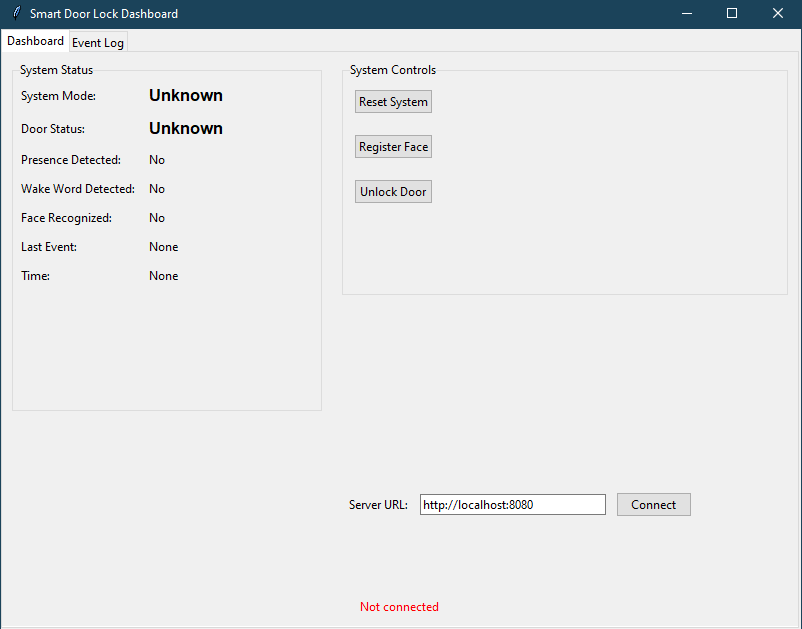 Smart Door Lock Dashboard
Dashboard Event Log
System Status
System Mode: Unknown
Door Status: Unknown
Presence Detected: No
Wake Word Detected: No
Face Recognized: No
Last Event: None
Time: None
System Controls
Reset System
Register Face
Unlock Door
Server URL: http://localhost:8080 Connect
Not connected